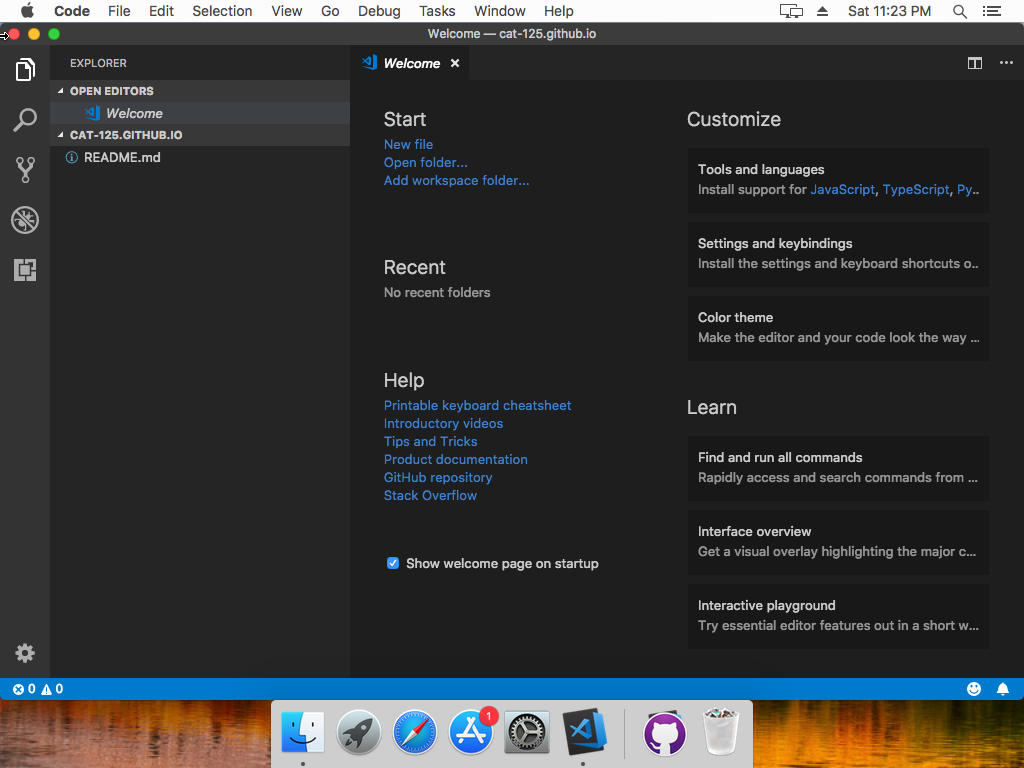 Code File Edit Selection View Go Debug Tasks Window Help Sat 11:23 PM
Welcome — cat-125.github.io
EXPLORER
OPEN EDITORS
Welcome
CAT-125.GITHUB.IO
README.md
Welcome
Start
New file
Open folder...
Add workspace folder...
Recent
No recent folders
Help
Printable keyboard cheatsheet
Introductory videos
Tips and Tricks
Product documentation
GitHub repository
Stack Overflow
Show welcome page on startup
Customize
Tools and languages
Install support for JavaScript, TypeScript, Py...
Settings and keybindings
Install the settings and keyboard shortcuts o...
Color theme
Make the editor and your code look the way ...
Learn
Find and run all commands
Rapidly access and search commands from ...
Interface overview
Get a visual overlay highlighting the major c...
Interactive playground
Try essential editor features out in a short w...
0 0
1